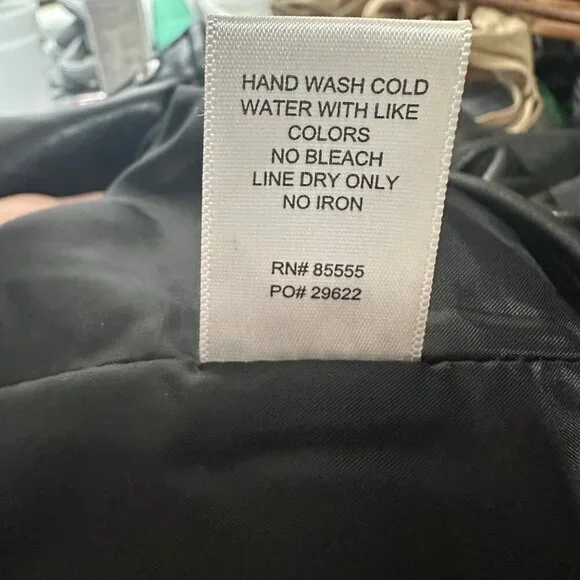 HAND WASH COLD
WATER WITH LIKE
COLORS
NO BLEACH
LINE DRY ONLY
NO IRON
RN# 85555
PO# 29622